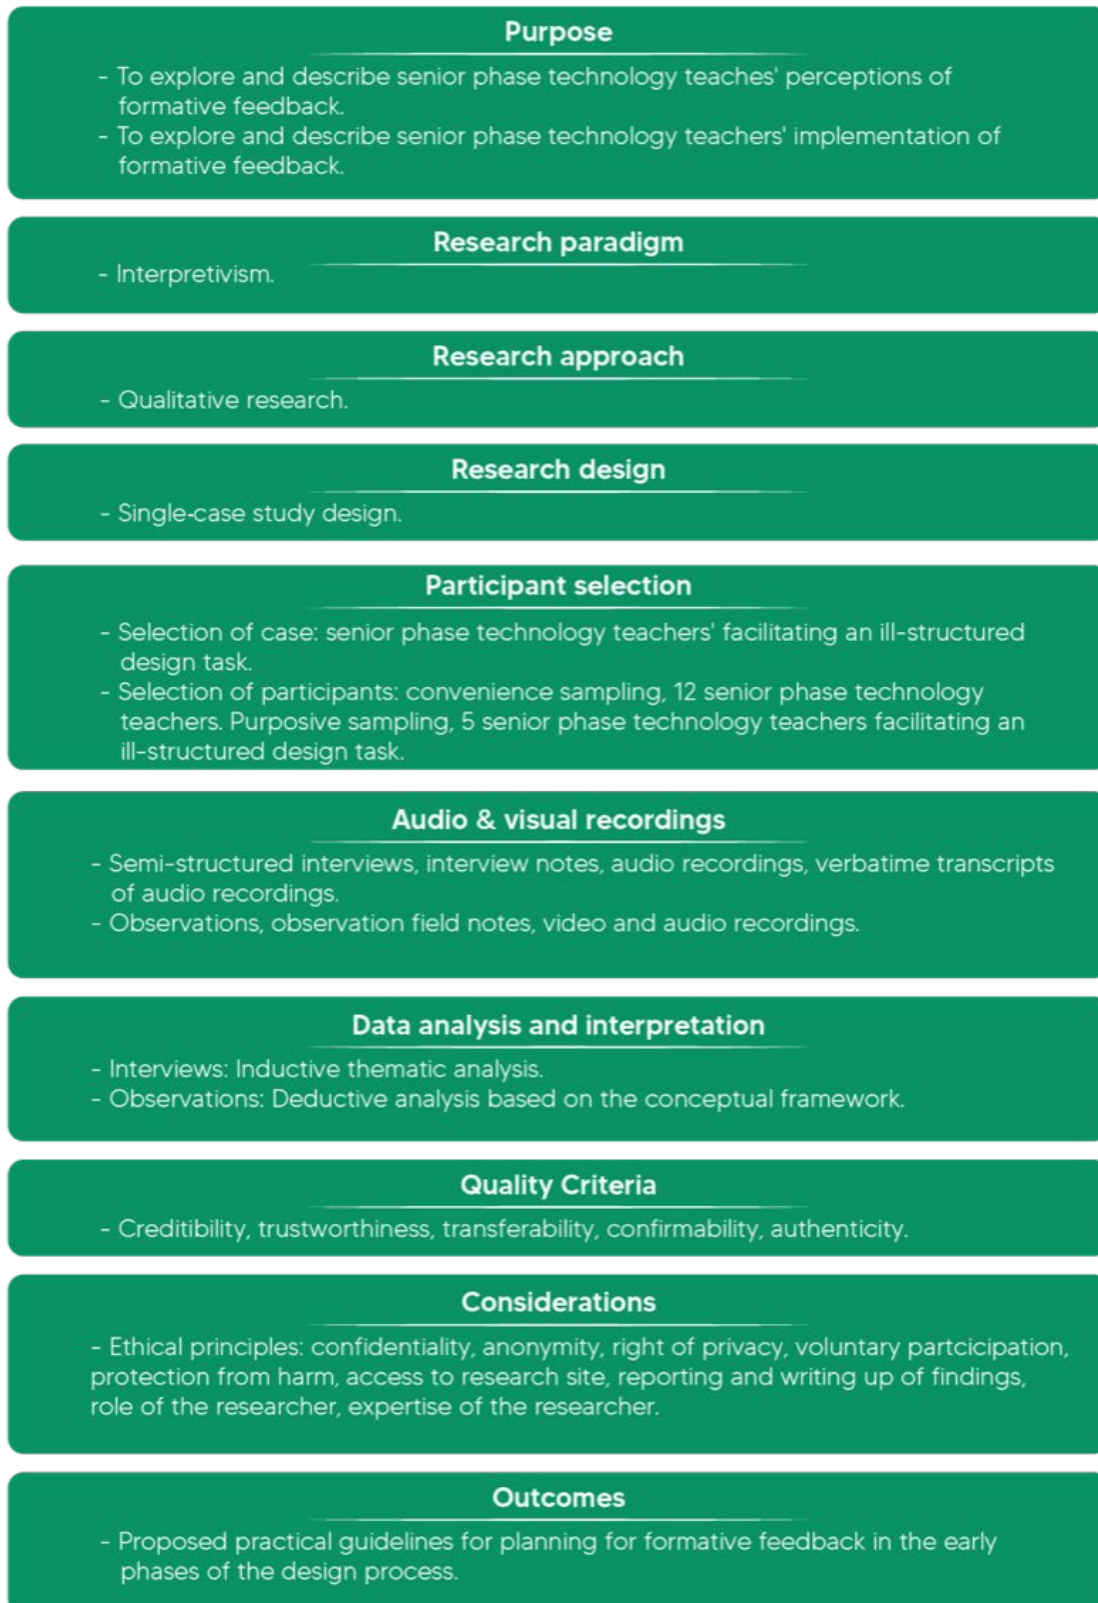 Purpose
- To explore and describe senior phase technology teaches' perceptions of
formative feedback.
- To explore and describe senior phase technology teachers' implementation of
formative feedback.
Research paradigm
- Interpretivism.
Research approach
- Qualitative research.
Research design
- Single-case study design.
Participant selection
- Selection of case: senior phase technology teachers' facilitating an ill-structured
design task.
- Selection of participants: convenience sampling, 12 senior phase technology
teachers. Purposive sampling, 5 senior phase technology teachers facilitating an
ill-structured design task.
Audio & visual recordings
- Semi-structured interviews, interview notes, audio recordings, verbatime transcripts
of audio recordings.
- Observations, observation field notes, video and audio recordings.
Data analysis and interpretation
- Interviews: Inductive thematic analysis.
- Observations: Deductive analysis based on the conceptual framework.
Quality Criteria
- Creditibility, trustworthiness, transferability, confirmability, authenticity.
Considerations
- Ethical principles: confidentiality, anonymity, right of privacy, voluntary partcicipation,
protection from harm, access to research site, reporting and writing up of findings,
role of the researcher, expertise of the researcher.
Outcomes
- Proposed practical guidelines for planning for formative feedback in the early
phases of the design process.